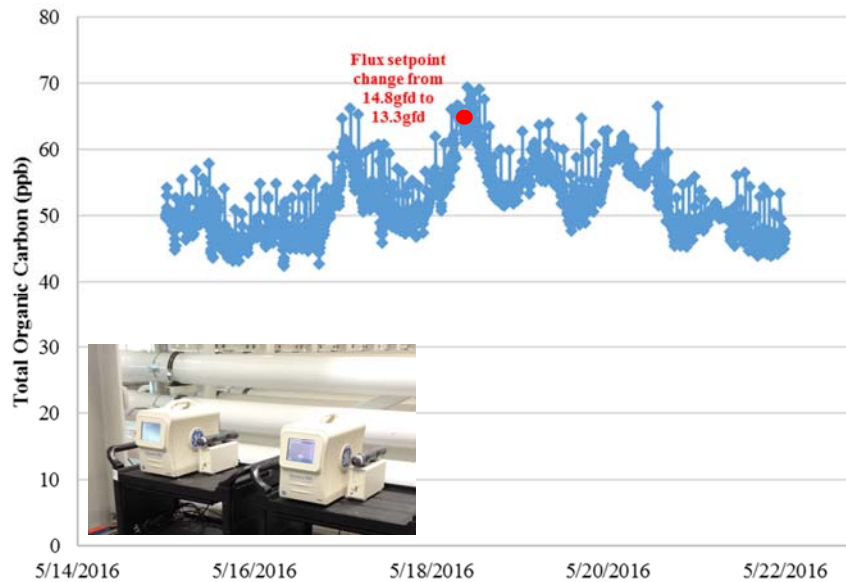 80
70
60
50
40
30
20
10
0
Total Organic Carbon (ppb)
Flux setpoint
change from
14.8gfd to
13.3gfd
5/14/2016
5/16/2016
5/18/2016
5/20/2016
5/22/2016